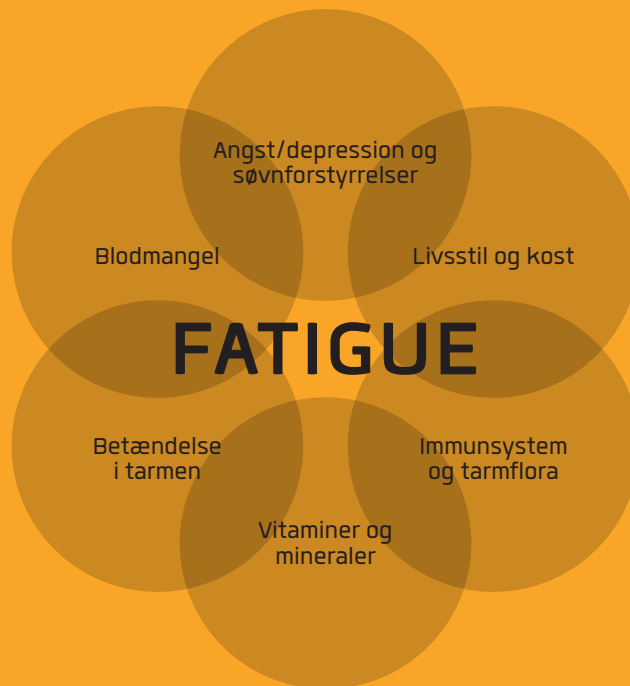 Angst/depression og
søvnforstyrrelser
Blodmangel
Livsstil og kost
FATIGUE
Betændelse
i tarmen
Immunsystem
og tarmflora
Vitaminer og
mineraler